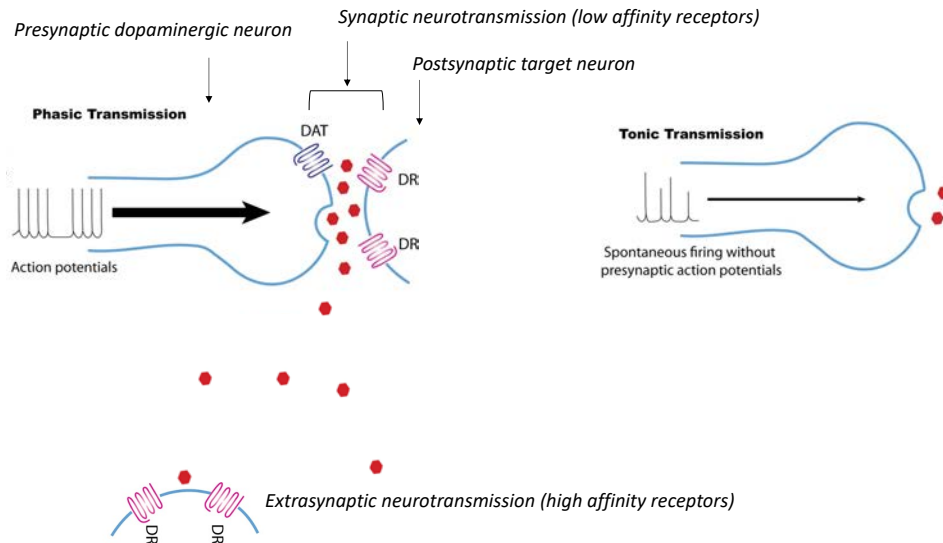 Synaptic neurotransmission (low affinity receptors)
Presynaptic dopaminergic neuron
Postsynaptic target neuron
Phasic Transmission
DAT
DR
DR
Action potentials
Tonic Transmission
Spontaneous firing without
presynaptic action potentials
Extrasynaptic neurotransmission (high affinity receptors)
DR
DR